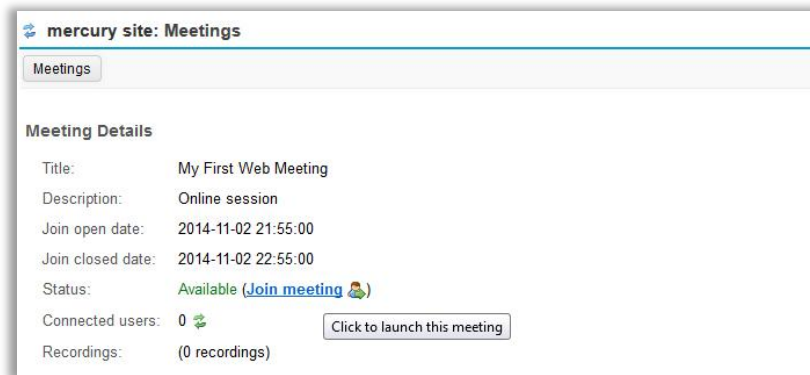 mercury site: Meetings
Meetings
Meeting Details
Title: My First Web Meeting
Description: Online session
Join open date: 2014-11-02 21:55:00
Join closed date: 2014-11-02 22:55:00
Status: Available (Join meeting )
Connected users: 0
Click to launch this meeting
Recordings: (0 recordings)